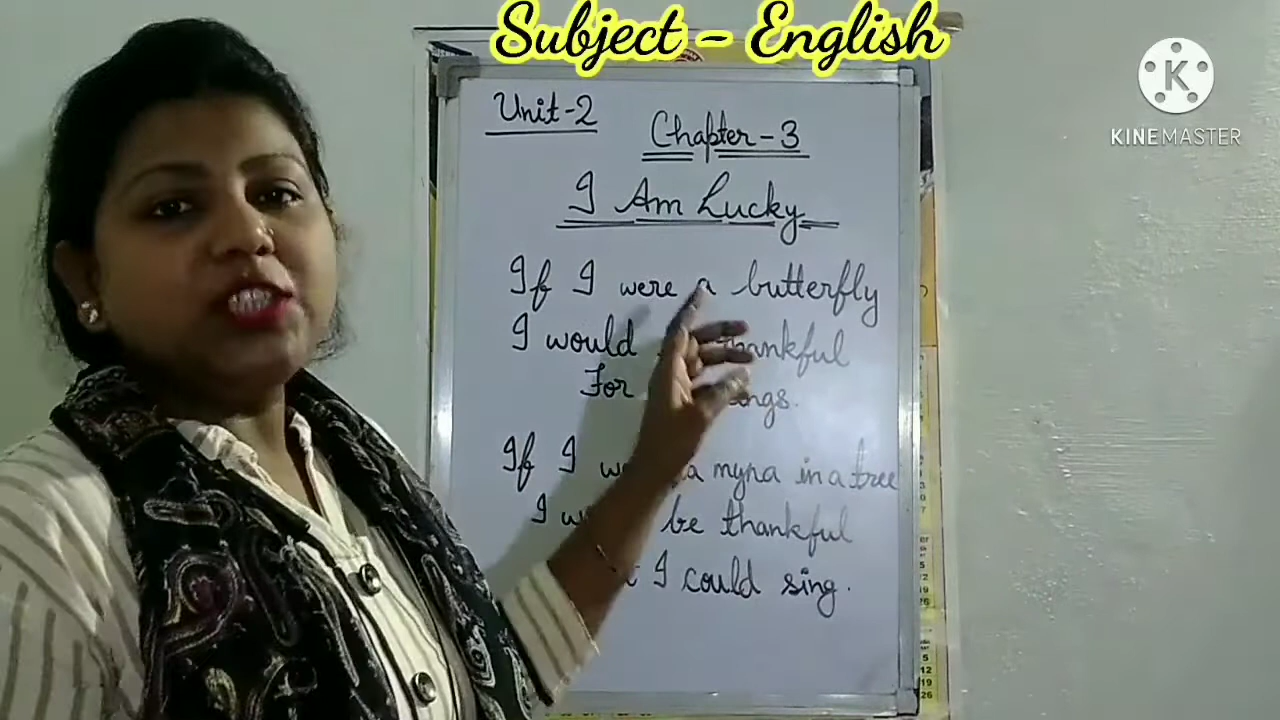 Subject - English
K
KINEMASTER
Unit-2
Chapter-3
I Am Lucky
If I were a butterfly
I would thankful
For
If I a myna in a tree
I be thankful
I could sing.